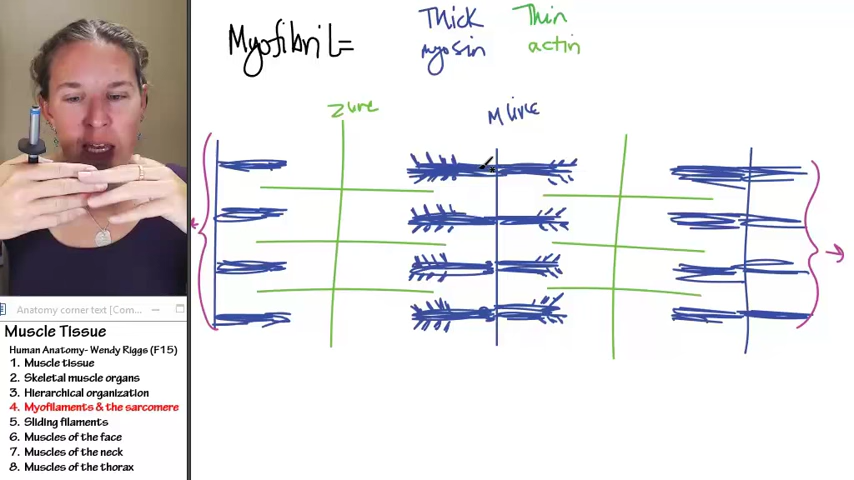 Myofibril=
Thick
myosin
Thin
actin
Z line
M line
Anatomy corner text [Com...
Muscle Tissue
Human Anatomy- Wendy Riggs (F15)
1. Muscle tissue
2. Skeletal muscle organs
3. Hierarchical organization
4. Myofilaments & the sarcomere
5. Sliding filaments
6. Muscles of the face
7. Muscles of the neck
8. Muscles of the thorax